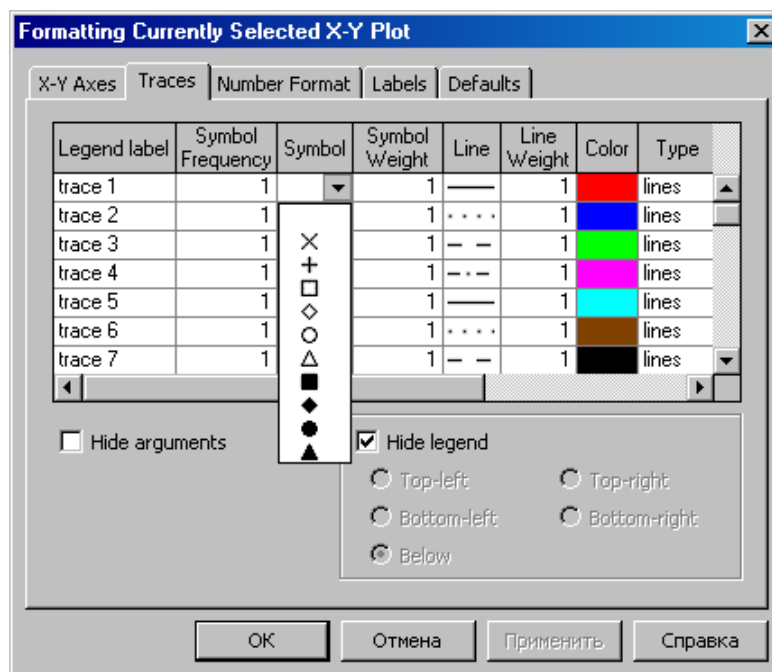 Formatting Currently Selected X-Y Plot
X-Y Axes Traces Number Format Labels Defaults
Legend label Symbol Frequency Symbol Symbol Weight Line Line Weight Color Type
trace 1 1 1 1 lines
trace 2 1 1 1 lines
trace 3 1 1 1 lines
trace 4 1 1 1 lines
trace 5 1 1 1 lines
trace 6 1 1 1 lines
trace 7 1 1 1 lines
Hide arguments Hide legend
Top-left Top-right
Bottom-left Bottom-right
Below
OK Отмена Применить Справка